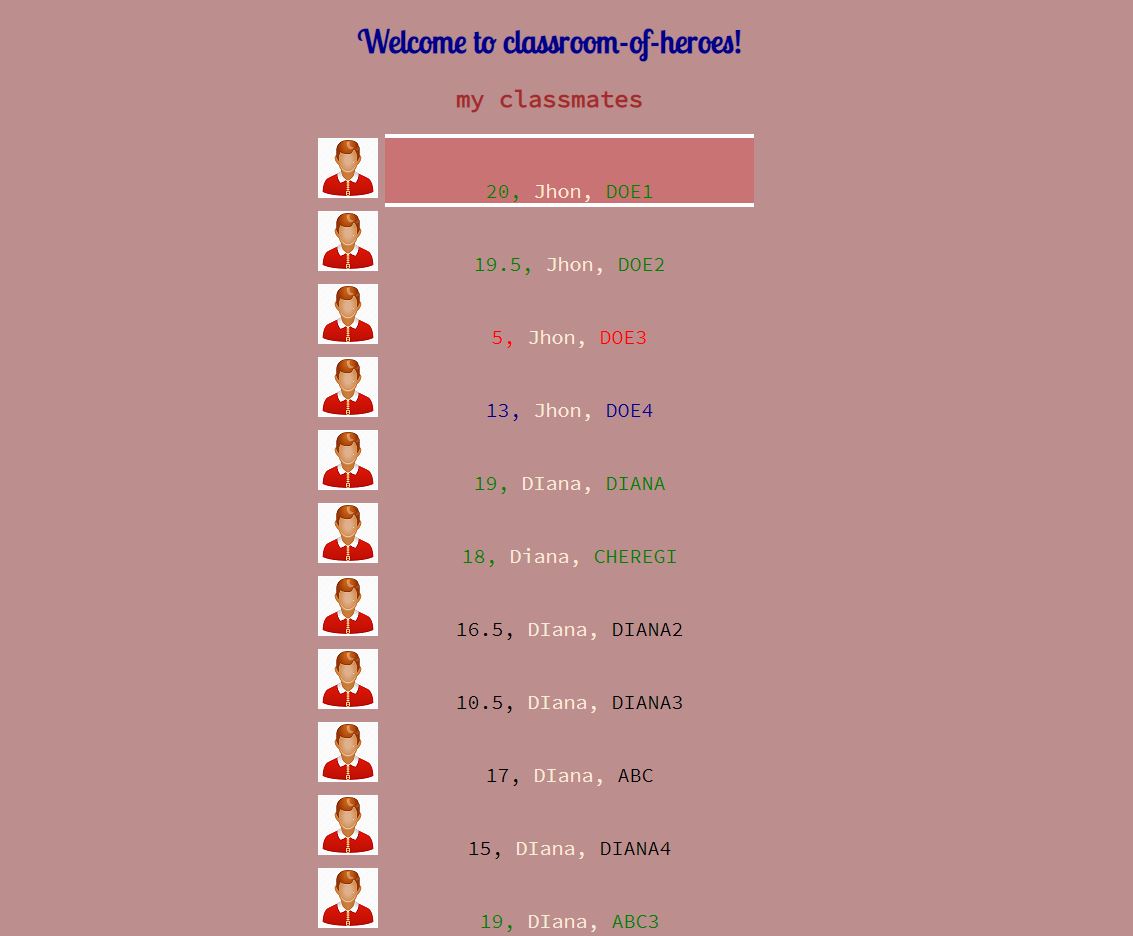 Welcome to classroom-of-heroes!
my classmates
20, Jhon, DOE1
19.5, Jhon, DOE2
5, Jhon, DOE3
13, Jhon, DOE4
19, DIana, DIANA
18, Diana, CHEREGI
16.5, DIana, DIANA2
10.5, DIana, DIANA3
17, DIana, ABC
15, DIana, DIANA4
19, DIana, ABC3